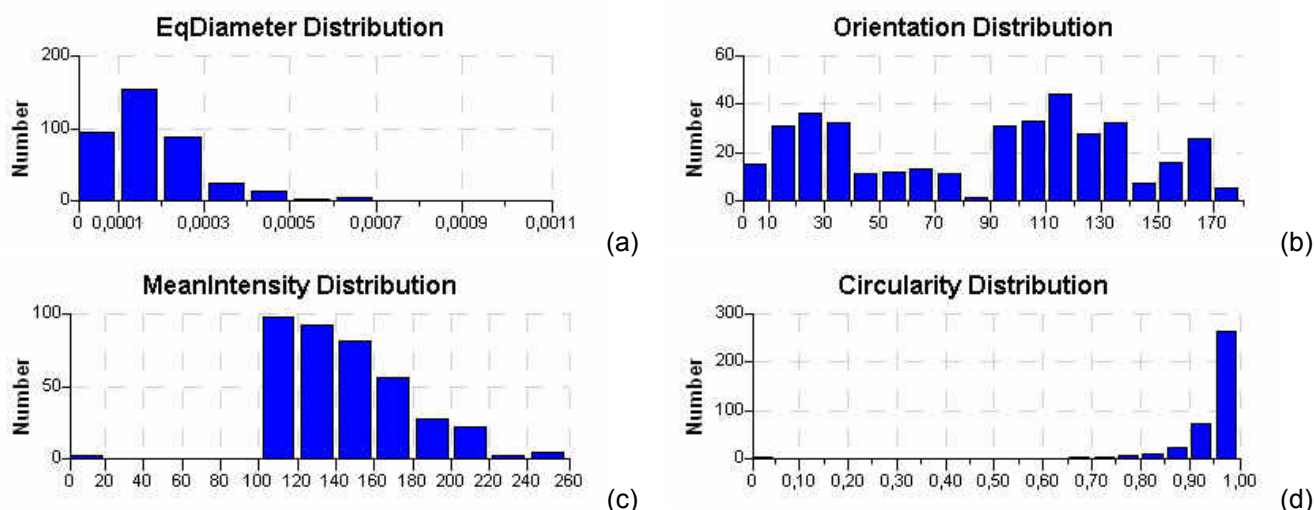 EqDiameter Distribution
Number
200
100
0
0 0,0001 0,0003 0,0005 0,0007 0,0009 0,0011
(a)
Orientation Distribution
Number
60
40
20
0
0 10 30 50 70 90 110 130 150 170
(b)
MeanIntensity Distribution
Number
100
50
0
0 20 40 60 80 100 120 140 160 180 200 220 240 260
(c)
Circularity Distribution
Number
300
200
100
0
0 0,10 0,20 0,30 0,40 0,50 0,60 0,70 0,80 0,90 1,00
(d)